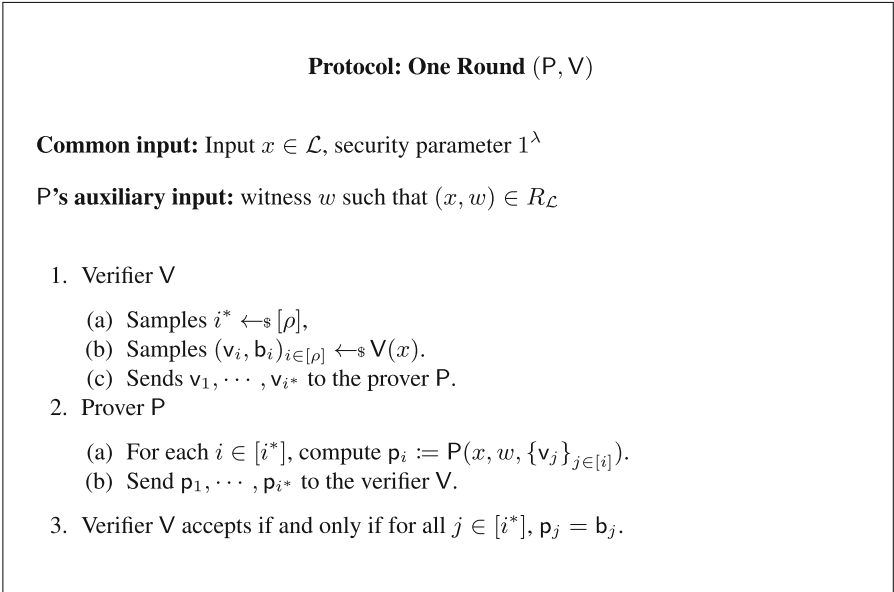 Protocol: One Round (P, V)
Common input: Input x ∈ ℒ, security parameter 1^λ
P's auxiliary input: witness w such that (x, w) ∈ R_ℒ
1. Verifier V
(a) Samples i* ←$ [ρ],
(b) Samples (v_i, b_i)_{i∈[ρ]} ←$ V(x).
(c) Sends v_1, ⋯ , v_{i*} to the prover P.
2. Prover P
(a) For each i ∈ [i*], compute p_i := P(x, w, {v_j}_{j∈[i]}).
(b) Send p_1, ⋯ , p_{i*} to the verifier V.
3. Verifier V accepts if and only if for all j ∈ [i*], p_j = b_j.